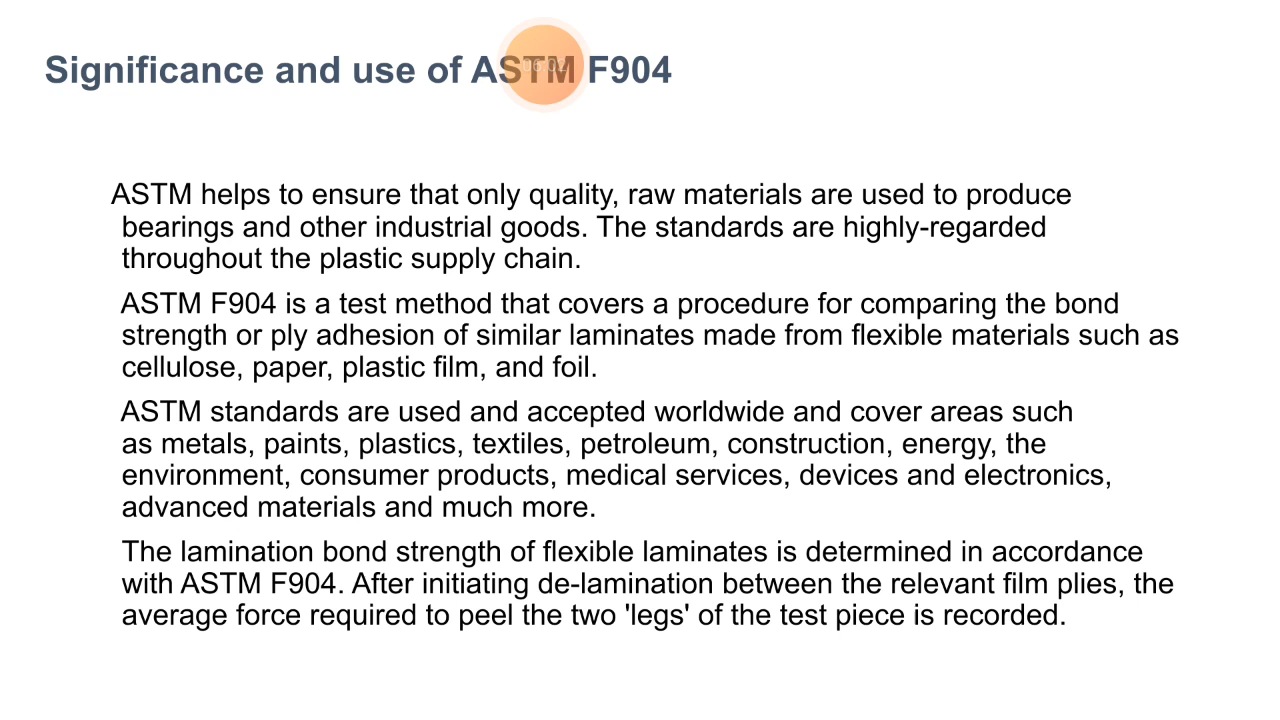 Significance and use of ASTM F904
06:02
ASTM helps to ensure that only quality, raw materials are used to produce
bearings and other industrial goods. The standards are highly-regarded
throughout the plastic supply chain.
ASTM F904 is a test method that covers a procedure for comparing the bond
strength or ply adhesion of similar laminates made from flexible materials such as
cellulose, paper, plastic film, and foil.
ASTM standards are used and accepted worldwide and cover areas such
as metals, paints, plastics, textiles, petroleum, construction, energy, the
environment, consumer products, medical services, devices and electronics,
advanced materials and much more.
The lamination bond strength of flexible laminates is determined in accordance
with ASTM F904. After initiating de-lamination between the relevant film plies, the
average force required to peel the two 'legs' of the test piece is recorded.